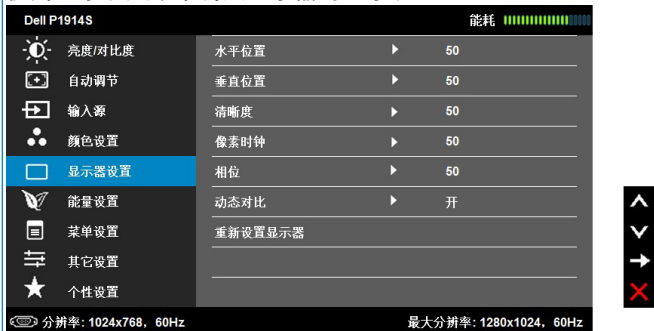 Dell P1914S 能耗
亮度/对比度 水平位置 50
自动调节 垂直位置 50
输入源 清晰度 50
颜色设置 像素时钟 50
显示器设置 相位 50
能量设置 动态对比 开
菜单设置 重新设置显示器
其它设置
个性设置
分辨率: 1024x768, 60Hz 最大分辨率: 1280x1024, 60Hz